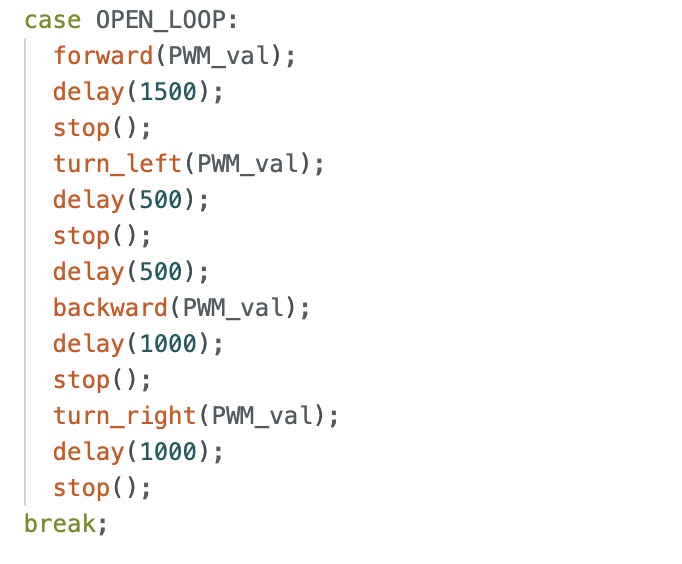 case OPEN_LOOP:
forward(PWM_val);
delay(1500);
stop();
turn_left(PWM_val);
delay(500);
stop();
delay(500);
backward(PWM_val);
delay(1000);
stop();
turn_right(PWM_val);
delay(1000);
stop();
break;